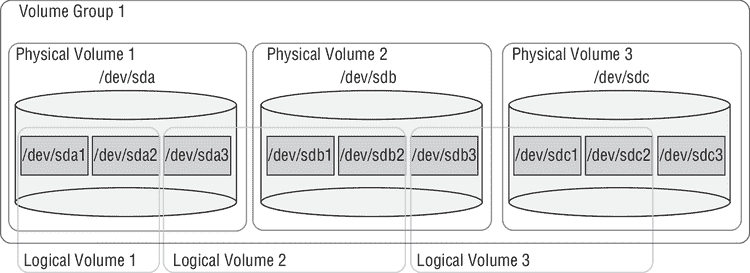 Volume Group 1
Physical Volume 1 Physical Volume 2 Physical Volume 3
/dev/sda /dev/sdb /dev/sdc
/dev/sda1 /dev/sda2 /dev/sda3 /dev/sdb1 /dev/sdb2 /dev/sdb3 /dev/sdc1 /dev/sdc2 /dev/sdc3
Logical Volume 1 Logical Volume 2 Logical Volume 3